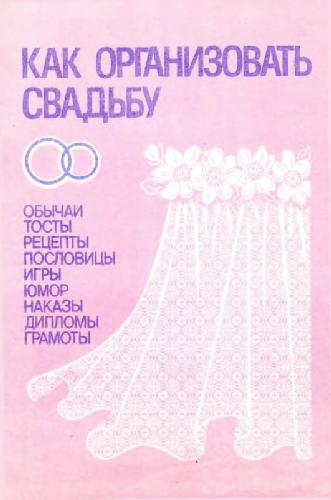 КАК ОРГАНИЗОВАТЬ
СВАДЬБУ
ОБЫЧАИ
ТОСТЫ
РЕЦЕПТЫ
ПОСЛОВИЦЫ
ИГРЫ
ЮМОР
НАКАЗЫ
ДИПЛОМЫ
ГРАМОТЫ